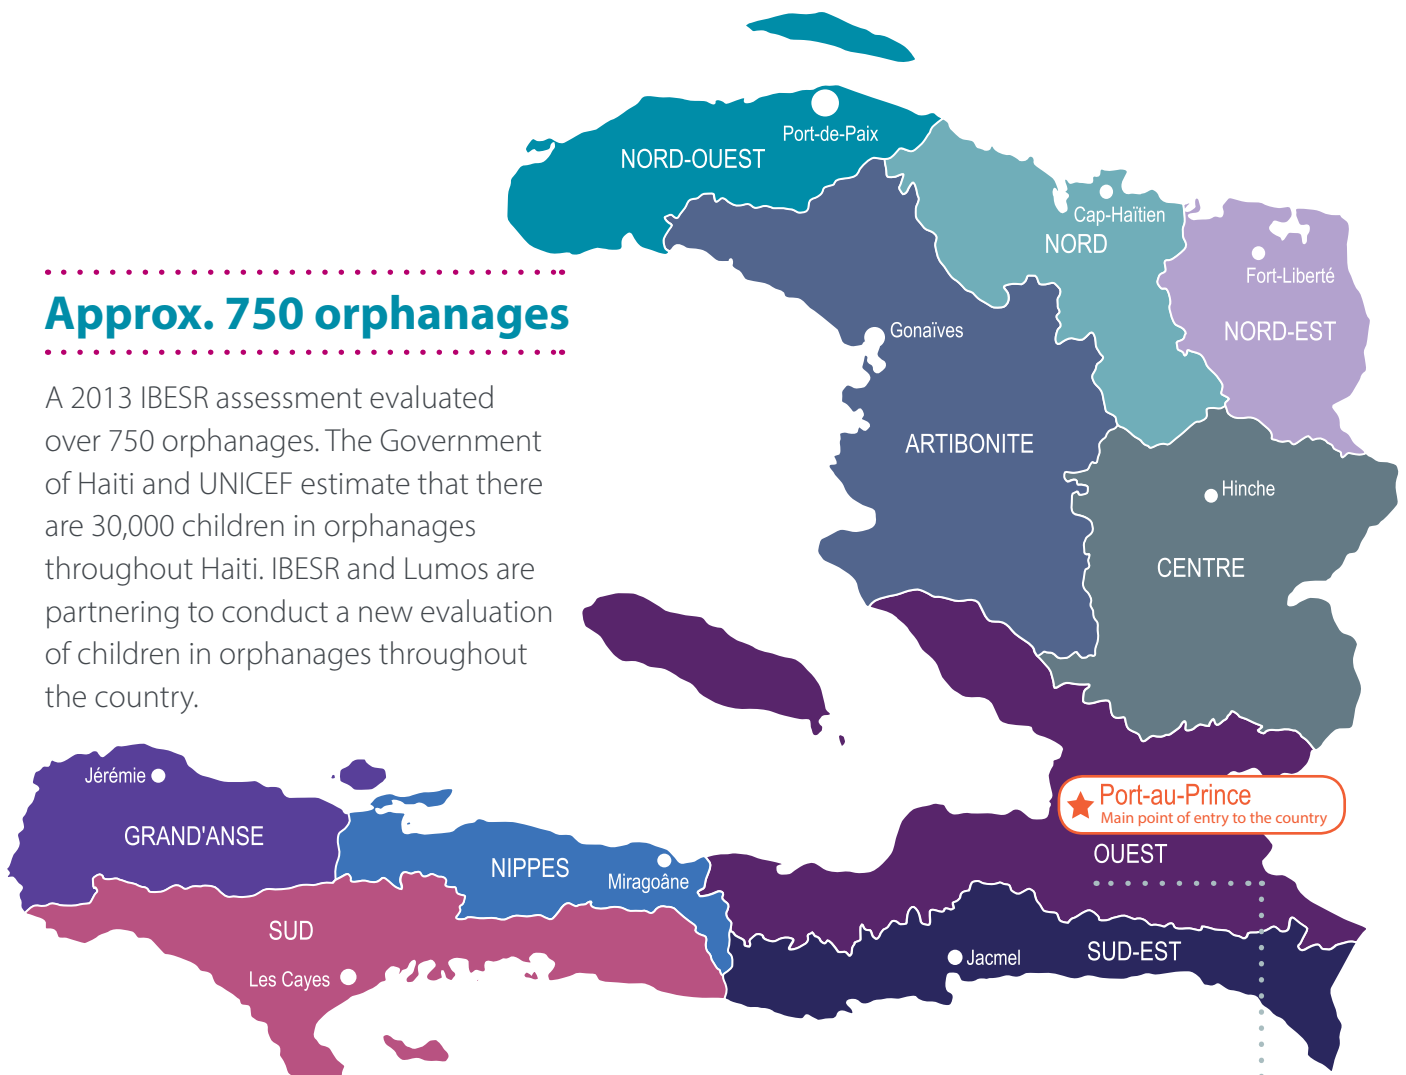 Port-de-Paix
NORD-OUEST
Cap-Haïtien
NORD
Fort-Liberté
NORD-EST
Approx. 750 orphanages
A 2013 IBESR assessment evaluated
over 750 orphanages. The Government
of Haiti and UNICEF estimate that there
are 30,000 children in orphanages
throughout Haiti. IBESR and Lumos are
partnering to conduct a new evaluation
of children in orphanages throughout
the country.
Gonaïves
ARTIBONITE
Hinche
CENTRE
Jérémie
GRAND'ANSE
NIPPES
Miragoâne
Port-au-Prince
Main point of entry to the country
OUEST
SUD
Les Cayes
Jacmel
SUD-EST